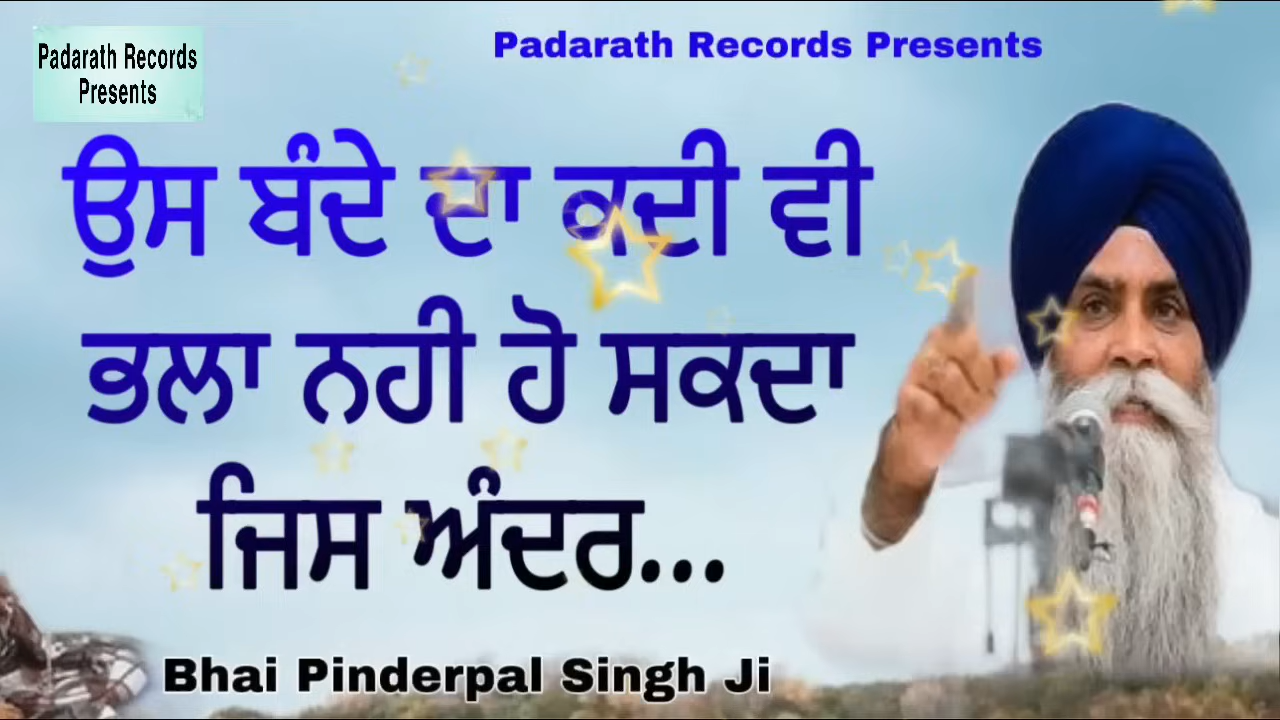 Padarath Records
Presents
Padarath Records Presents
ਉਸ ਬੰਦੇ ਦਾ ਕਦੀ ਵੀ
ਭਲਾ ਨਹੀ ਹੋ ਸਕਦਾ
ਜਿਸ ਅੰਦਰ...
Bhai Pinderpal Singh Ji